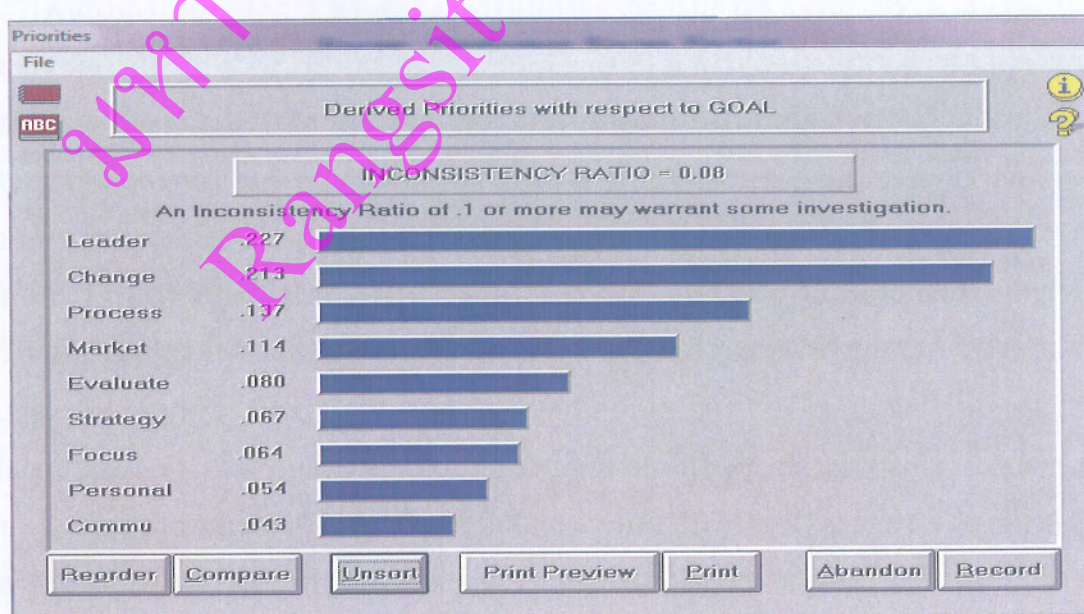 Priorities
File
ABC
Derived Priorities with respect to GOAL
INCONSISTENCY RATIO = 0.08
An Inconsistency Ratio of .1 or more may warrant some investigation.
Leader .227
Change .213
Process .137
Market .114
Evaluate .080
Strategy .067
Focus .064
Personal .054
Commu .043
Reorder Compare Unsort Print Preview Print Abandon Record
Rangsit